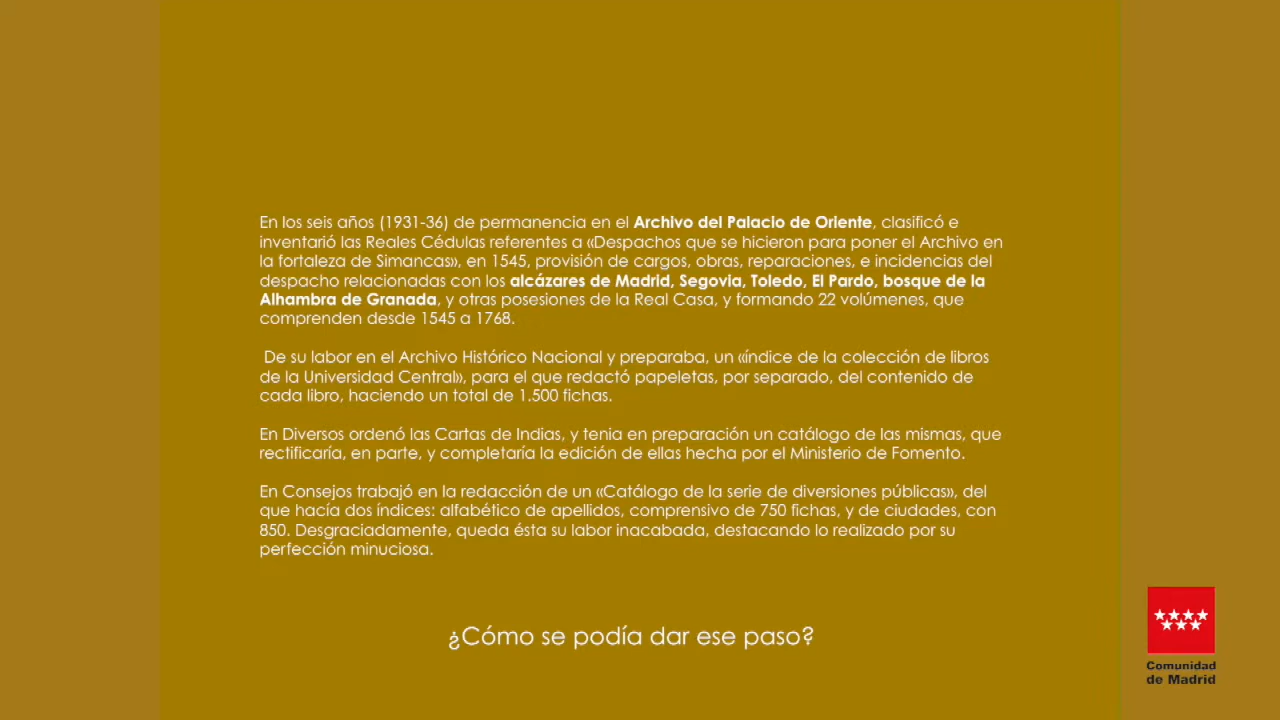 En los seis años (1931-36) de permanencia en el Archivo del Palacio de Oriente, clasificó e
inventarió las Reales Cédulas referentes a «Despachos que se hicieron para poner el Archivo en
la fortaleza de Simancas», en 1545, provisión de cargos, obras, reparaciones, e incidencias del
despacho relacionadas con los alcázares de Madrid, Segovia, Toledo, El Pardo, bosque de la
Alhambra de Granada, y otras posesiones de la Real Casa, y formando 22 volúmenes, que
comprenden desde 1545 a 1768.
De su labor en el Archivo Histórico Nacional y preparaba, un «índice de la colección de libros
de la Universidad Central», para el que redactó papeletas, por separado, del contenido de
cada libro, haciendo un total de 1.500 fichas.
En Diversos ordenó las Cartas de Indias, y tenia en preparación un catálogo de las mismas, que
rectificaría, en parte, y completaría la edición de ellas hecha por el Ministerio de Fomento.
En Consejos trabajó en la redacción de un «Catálogo de la serie de diversiones públicas», del
que hacía dos índices: alfabético de apellidos, comprensivo de 750 fichas, y de ciudades, con
850. Desgraciadamente, queda ésta su labor inacabada, destacando lo realizado por su
perfección minuciosa.
¿Cómo se podía dar ese paso?
Comunidad
de Madrid